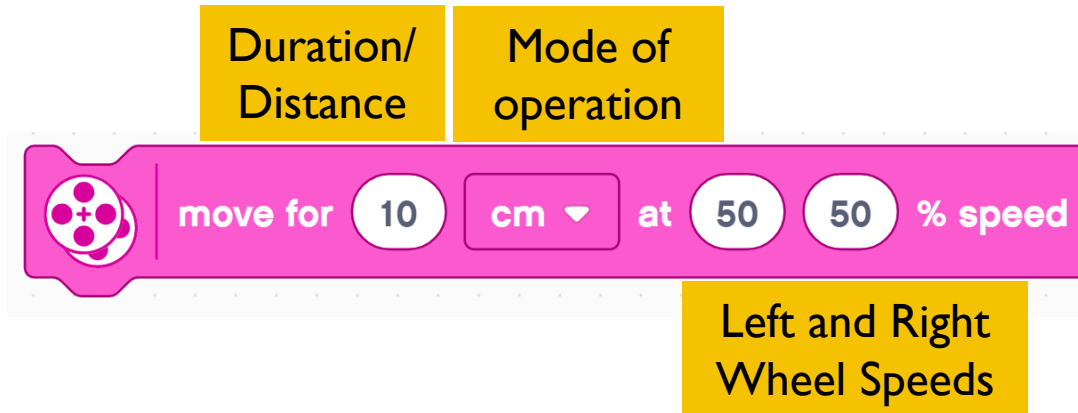 Duration/
Distance
Mode of
operation
move for 10 cm at 50 50 % speed
Left and Right
Wheel Speeds